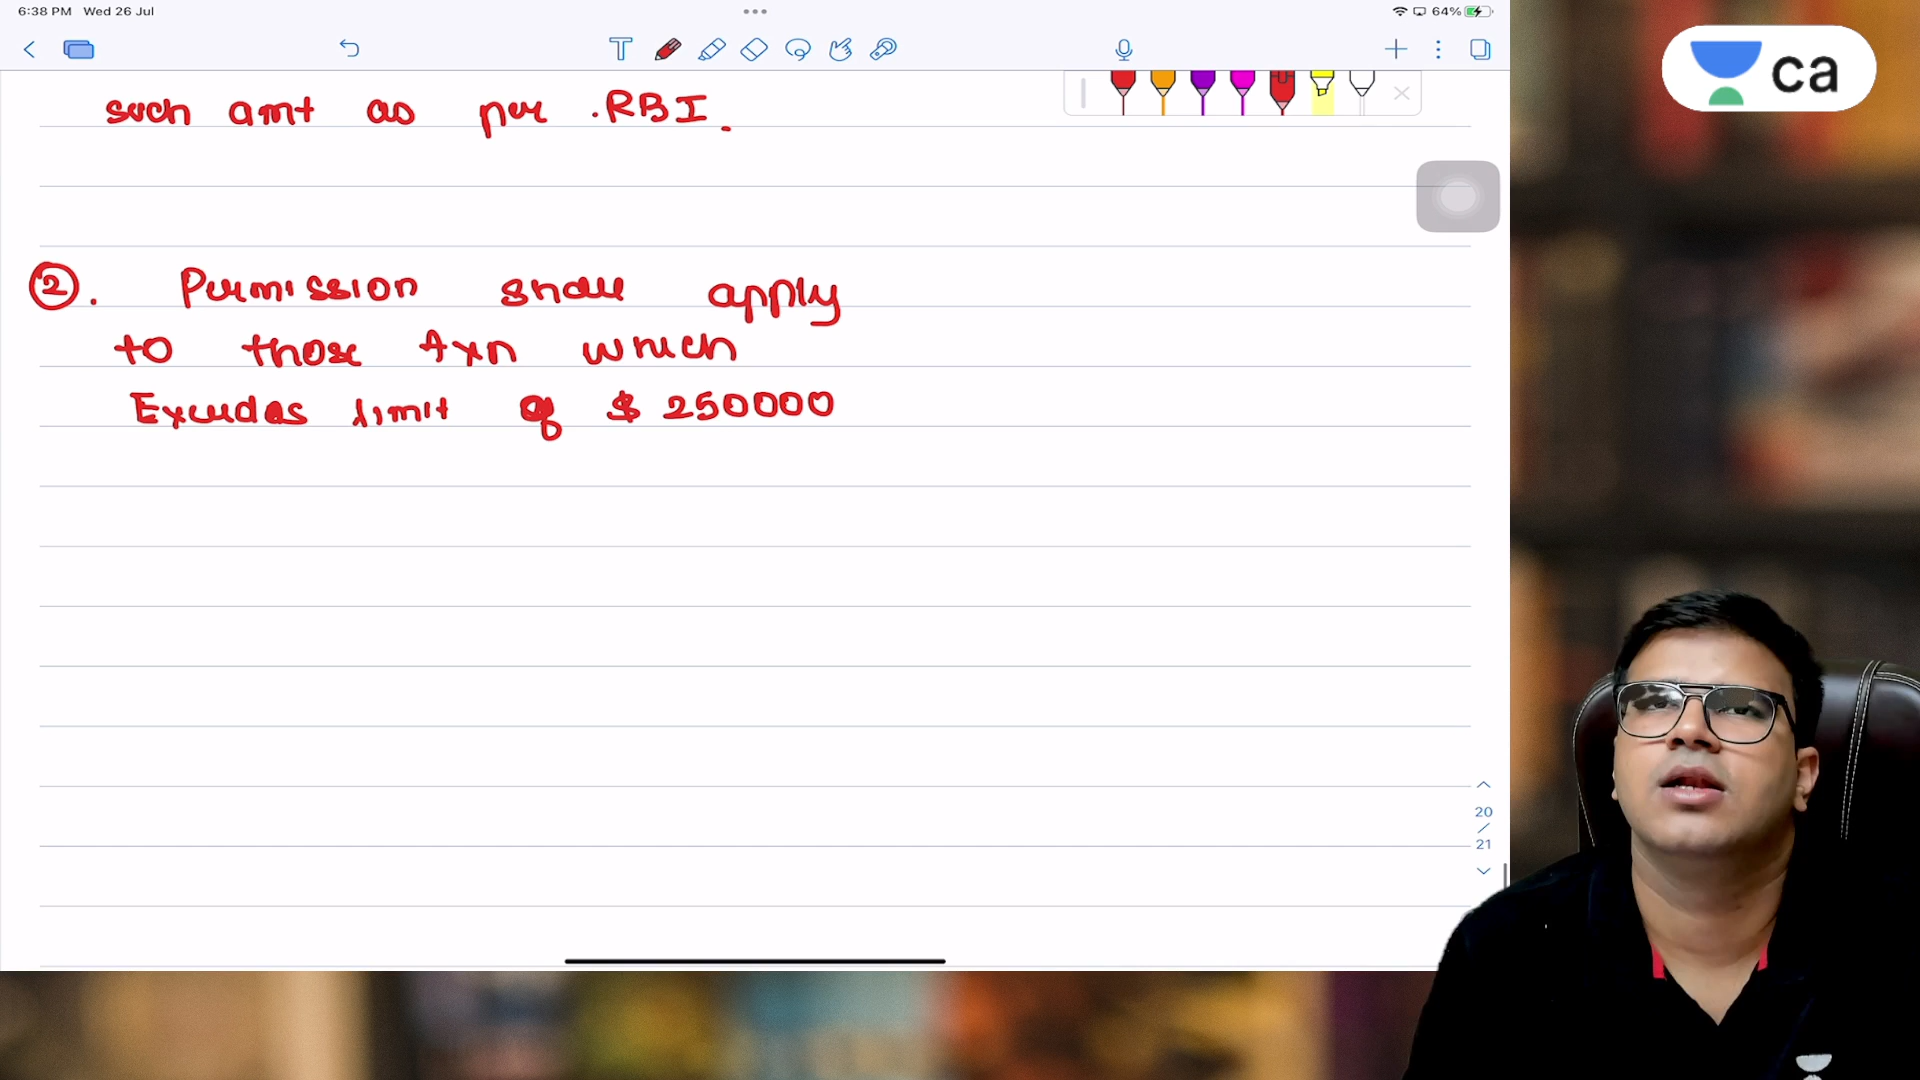 6:38 PM Wed 26 Jul
64%
ca
such amt as per .RBI.
2. Permission shall apply
to those txn which
Exceedes limit of $ 250000
20
/
21